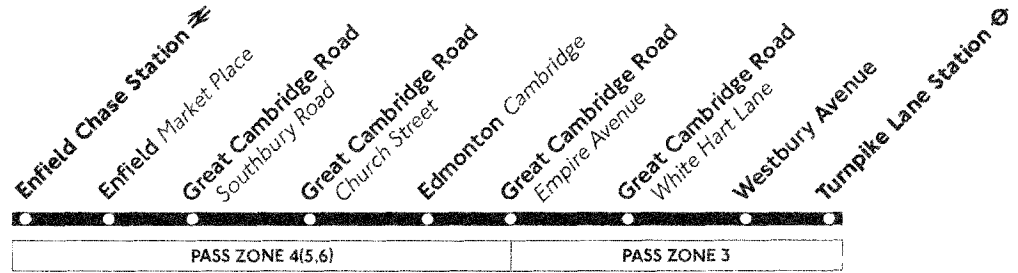 Enfield Chase Station
Enfield Market Place
Great Cambridge Road
Southbury Road
Great Cambridge Road
Church Street
Edmonton Cambridge
Great Cambridge Road
Empire Avenue
Great Cambridge Road
White Hart Lane
Westbury Avenue
Turnpike Lane Station
PASS ZONE 4(5,6)
PASS ZONE 3